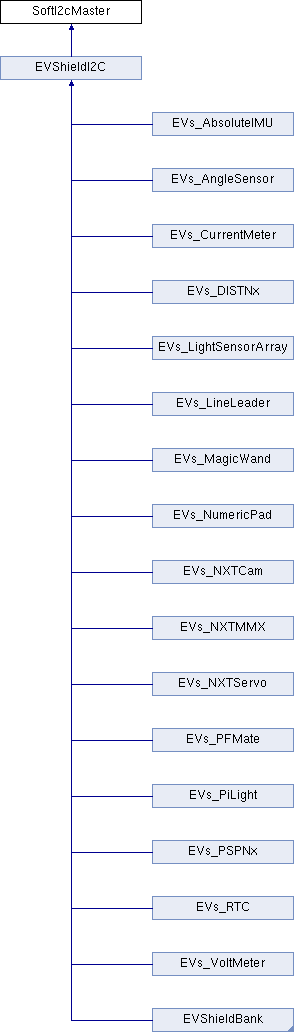 SoftI2cMaster
EVShieldI2C
EVs_AbsoluteIMU
EVs_AngleSensor
EVs_CurrentMeter
EVs_DISTNx
EVs_LightSensorArray
EVs_LineLeader
EVs_MagicWand
EVs_NumericPad
EVs_NXTCam
EVs_NXTMMX
EVs_NXTServo
EVs_PFMate
EVs_PiLight
EVs_PSPNx
EVs_RTC
EVs_VoltMeter
EVShieldBank